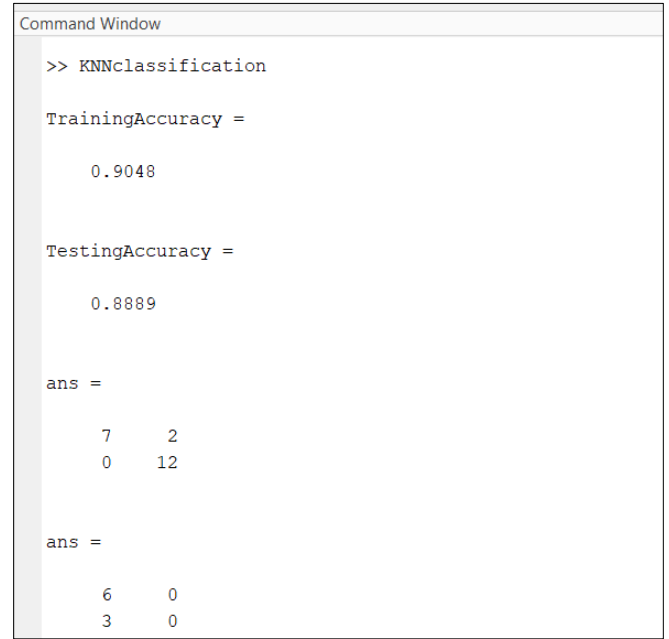 Command Window
>> KNNclassification
TrainingAccuracy =
0.9048
TestingAccuracy =
0.8889
ans =
7 2
0 12
ans =
6 0
3 0